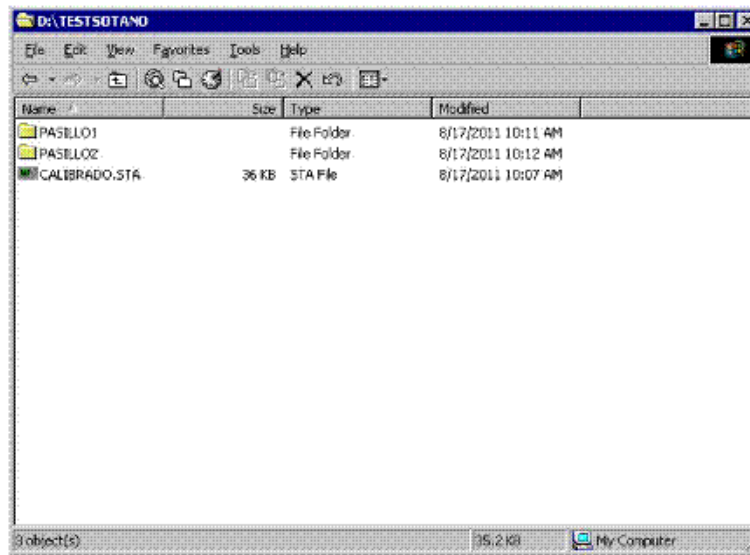 D:\TESTSOTANO
File Edit View Favorites Tools Help
Name Size Type Modified
PASILLO1 File Folder 8/17/2011 10:11 AM
PASILLO2 File Folder 8/17/2011 10:12 AM
CALIBRADO.STA 36 KB STA File 8/17/2011 10:07 AM
3 object(s) 35.2 KB My Computer